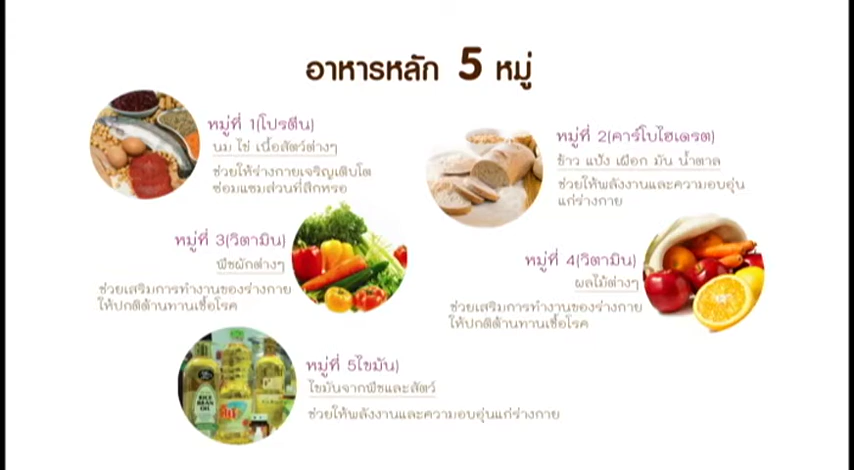 อาหารหลัก 5 หมู่
หมู่ที่ 1(โปรตีน)
นม ไข่ เนื้อสัตว์ต่างๆ
ช่วยให้ร่างกายเจริญเติบโต
ซ่อมแซมส่วนที่สึกหรอ
หมู่ที่ 2(คาร์โบไฮเดรต)
ข้าว แป้ง เผือก มัน น้ำตาล
ช่วยให้พลังงานและความอบอุ่น
แก่ร่างกาย
หมู่ที่ 3(วิตามิน)
พืชผักต่างๆ
ช่วยเสริมการทำงานของร่างกาย
ให้ปกติต้านทานเชื้อโรค
หมู่ที่ 4(วิตามิน)
ผลไม้ต่างๆ
ช่วยเสริมการทำงานของร่างกาย
ให้ปกติต้านทานเชื้อโรค
หมู่ที่ 5ไขมัน)
ไขมันจากพืชและสัตว์
ช่วยให้พลังงานและความอบอุ่นแก่ร่างกาย
RICE
BRAN
OIL